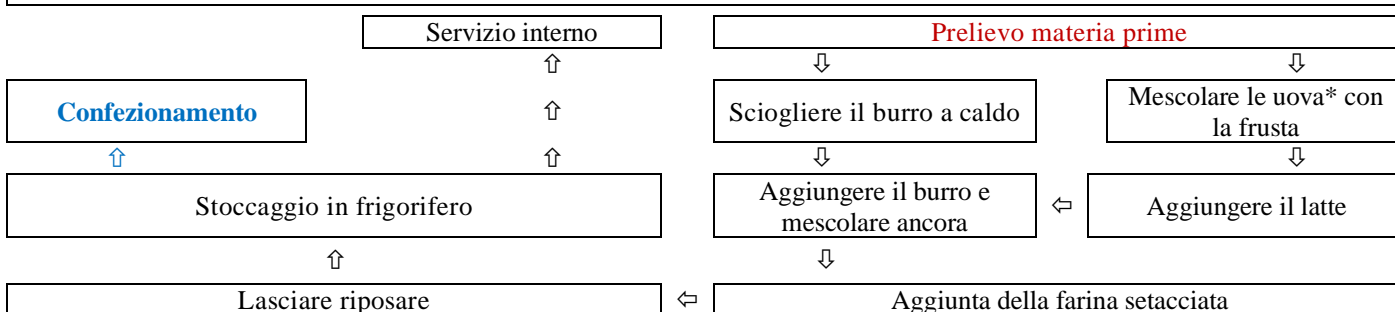 Servizio interno
Prelievo materia prime
⇧
⇩
⇩
Confezionamento
⇧
Sciogliere il burro a caldo
Mescolare le uova* con
la frusta
⇧
⇧
⇩
⇩
Stoccaggio in frigorifero
Aggiungere il burro e
mescolare ancora
⇦
Aggiungere il latte
⇧
⇩
Lasciare riposare
⇦
Aggiunta della farina setacciata